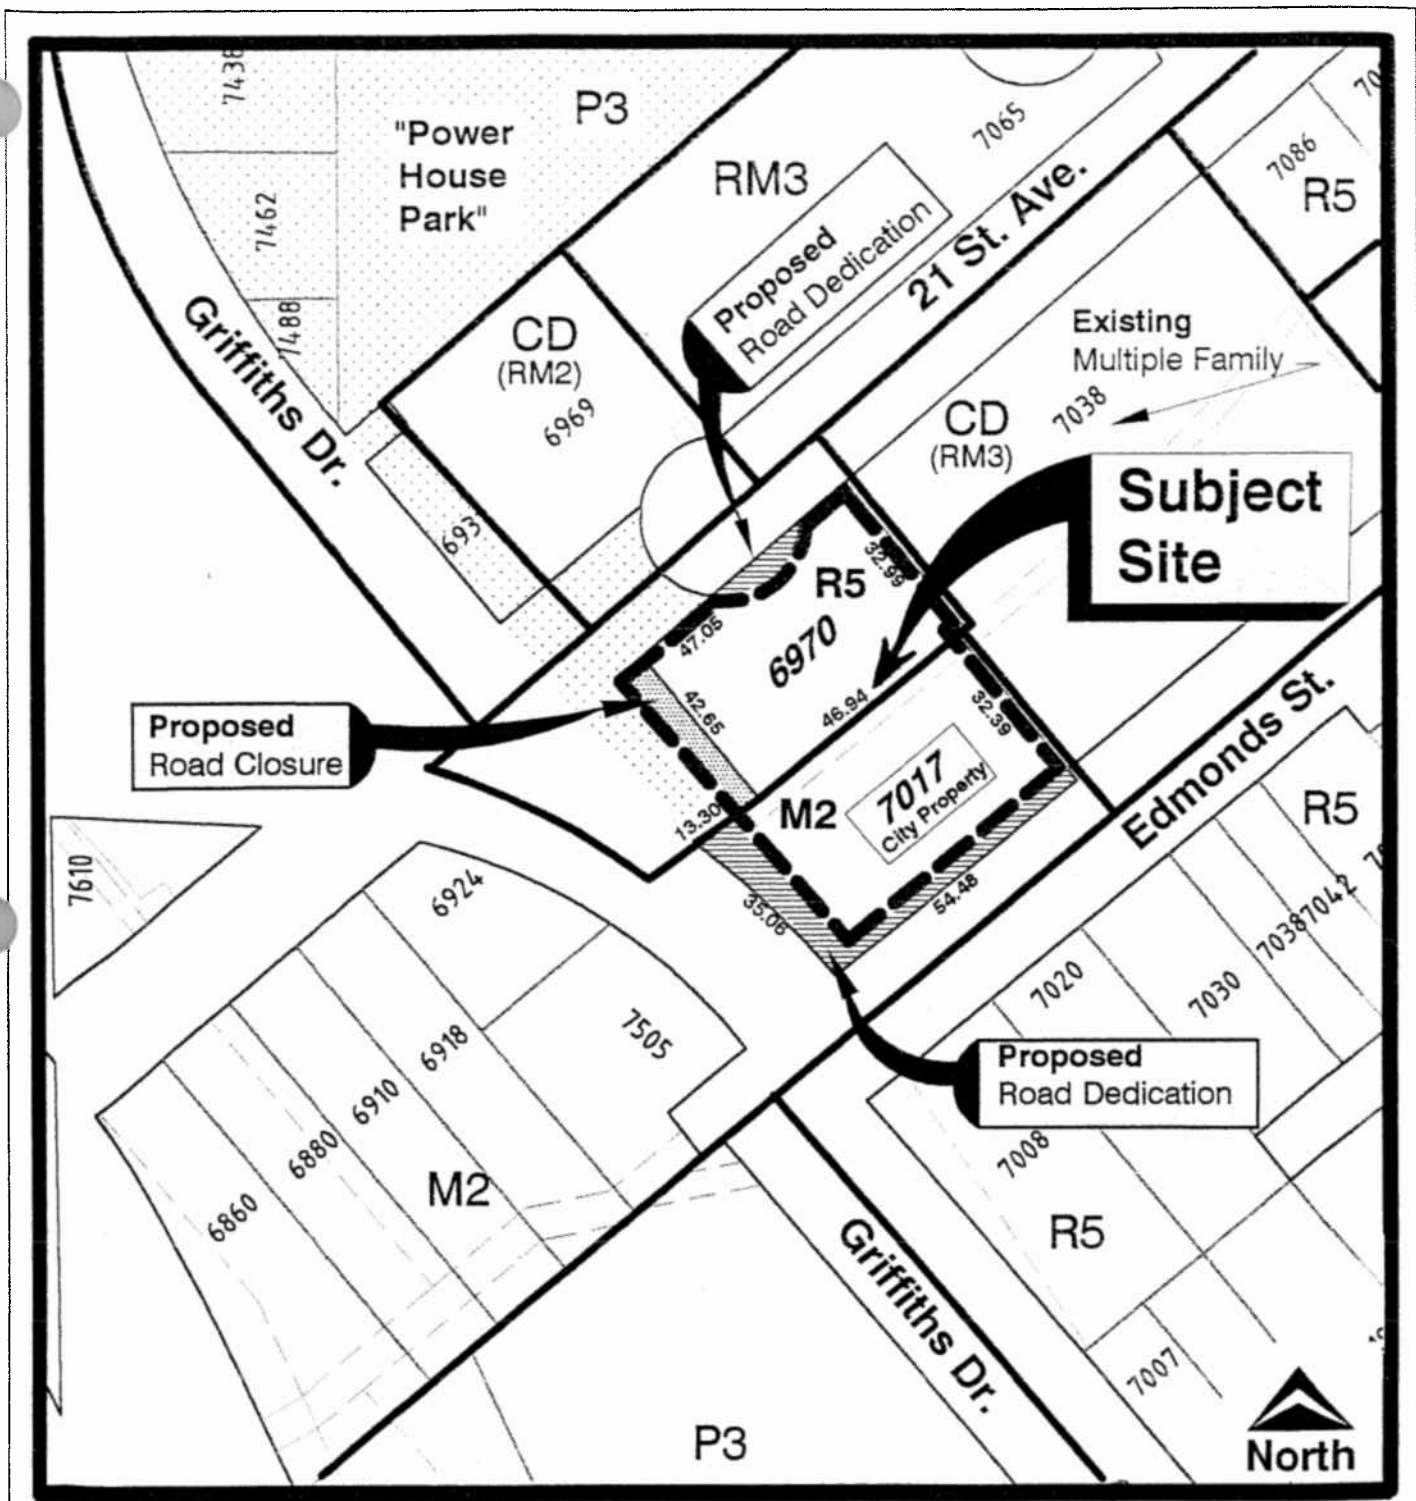 7438
"Power
House
Park"
P3
7462
7488
Griffiths Dr.
CD
(RM2)
6969
RM3
7065
Proposed
Road Dedication
21 St. Ave.
7086
R5
Existing
Multiple Family
7038
CD
(RM3)
Subject
Site
R5
6970
32.99
47.05
42.65
46.94
32.39
Proposed
Road Closure
13.30
M2
7017
City Property
35.06
54.48
Edmonds St.
R5
7610
6924
7505
6918
6910
6880
6860
M2
7020
7030
7038
7042
Proposed
Road Dedication
7008
R5
7007
Griffiths Dr.
P3
North